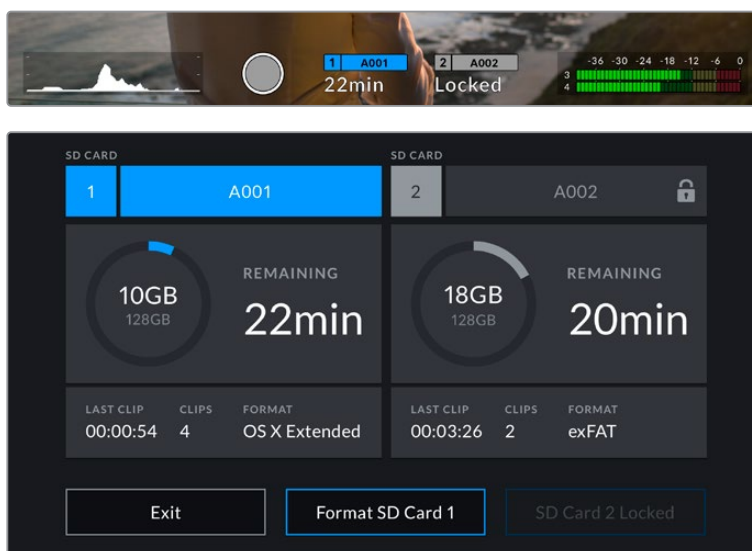 -36 -30 -24 -18 -12 -6 0
1 A001 2 A002
22min Locked
3
4
SD CARD SD CARD
1 A001 2 A002
REMAINING REMAINING
10GB 18GB
128GB 22min 128GB 20min
LAST CLIP CLIPS FORMAT LAST CLIP CLIPS FORMAT
00:00:54 4 OS X Extended 00:03:26 2 exFAT
Exit Format SD Card 1 SD Card 2 Locked